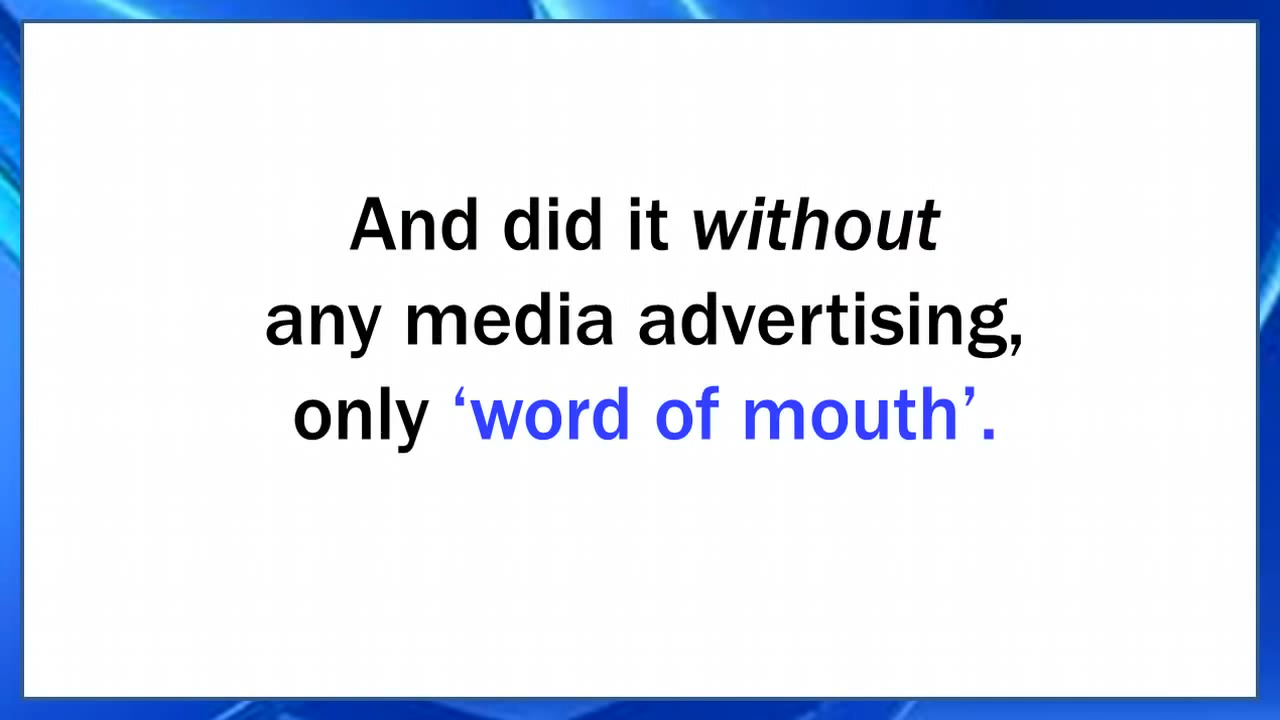 And did it without
any media advertising,
only ‘word of mouth’.